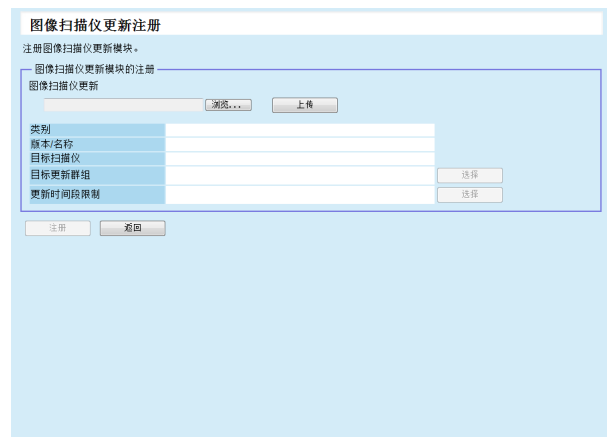 图像扫描仪更新注册
注册图像扫描仪更新模块。
图像扫描仪更新模块的注册
图像扫描仪更新
浏览... 上传
类别
版本/名称
目标扫描仪
目标更新群组 选择
更新时间段限制 选择
注册 返回